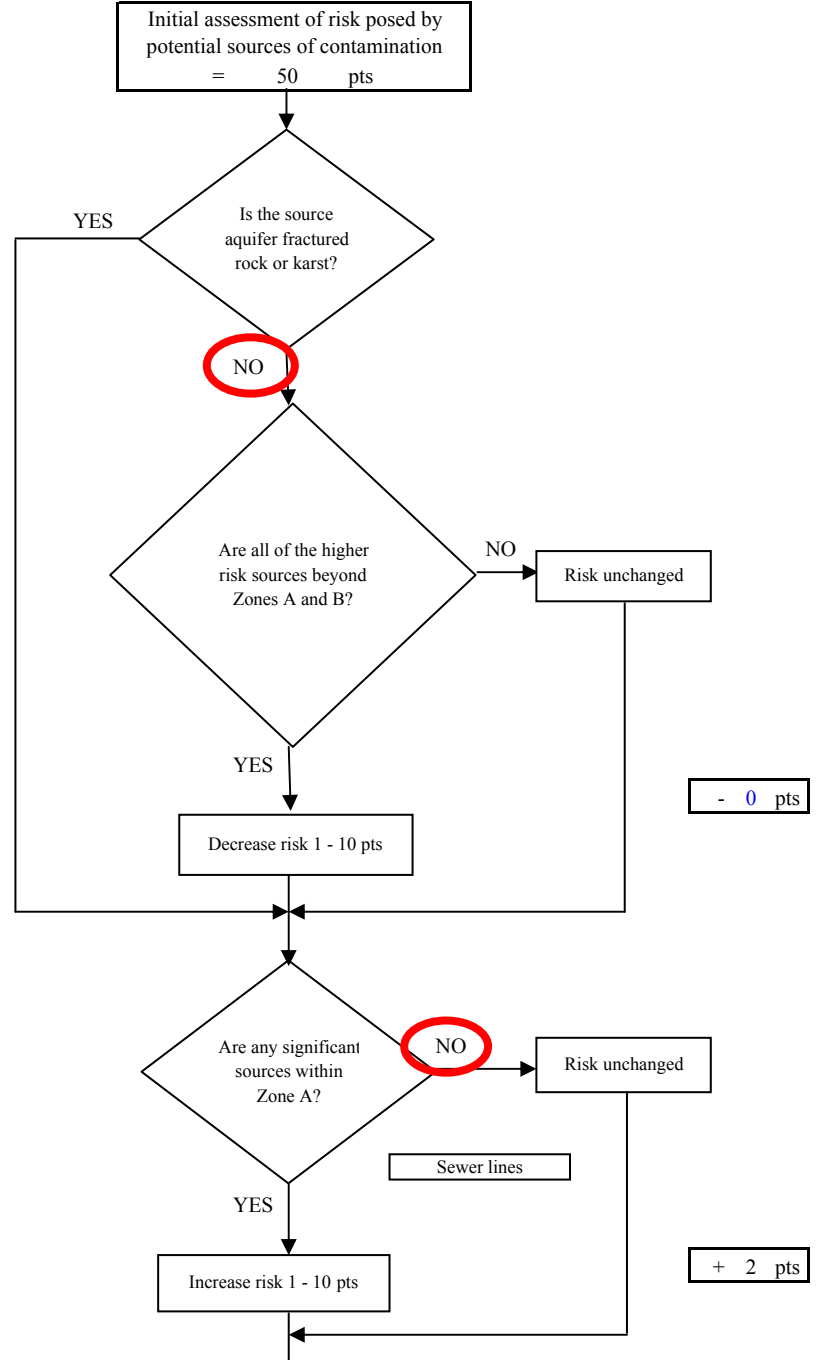 Initial assessment of risk posed by
potential sources of contamination
= 50 pts
YES
Is the source
aquifer fractured
rock or karst?
NO
Are all of the higher
risk sources beyond
Zones A and B?
NO
Risk unchanged
YES
- 0 pts
Decrease risk 1 - 10 pts
Are any significant
sources within
Zone A?
NO
Risk unchanged
Sewer lines
YES
+ 2 pts
Increase risk 1 - 10 pts